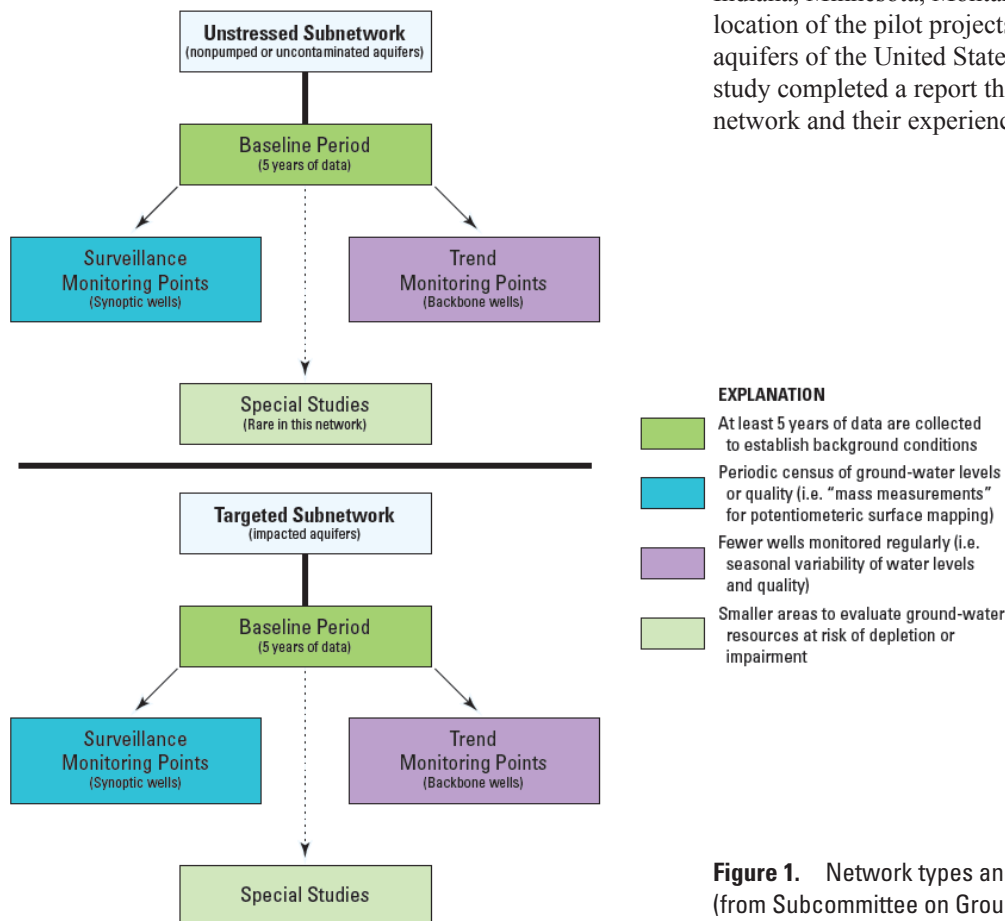 Unstressed Subnetwork
(nonpumped or uncontaminated aquifers)
Baseline Period
(5 years of data)
Surveillance
Monitoring Points
(Synoptic wells)
Trend
Monitoring Points
(Backbone wells)
Special Studies
(Rare in this network)
Targeted Subnetwork
(impacted aquifers)
Baseline Period
(5 years of data)
Surveillance
Monitoring Points
(Synoptic wells)
Trend
Monitoring Points
(Backbone wells)
Special Studies
Indiana, Minnesota,
location of the pilot projects
aquifers of the United State
study completed a report th
network and their experienc
EXPLANATION
At least 5 years of data are collected
to establish background conditions
Periodic census of ground-water levels
or quality (i.e. “mass measurements”
for potentiometeric surface mapping)
Fewer wells monitored regularly (i.e.
seasonal variability of water levels
and quality)
Smaller areas to evaluate ground-water
resources at risk of depletion or
impairment
Figure 1. Network types an
(from Subcommittee on Grou